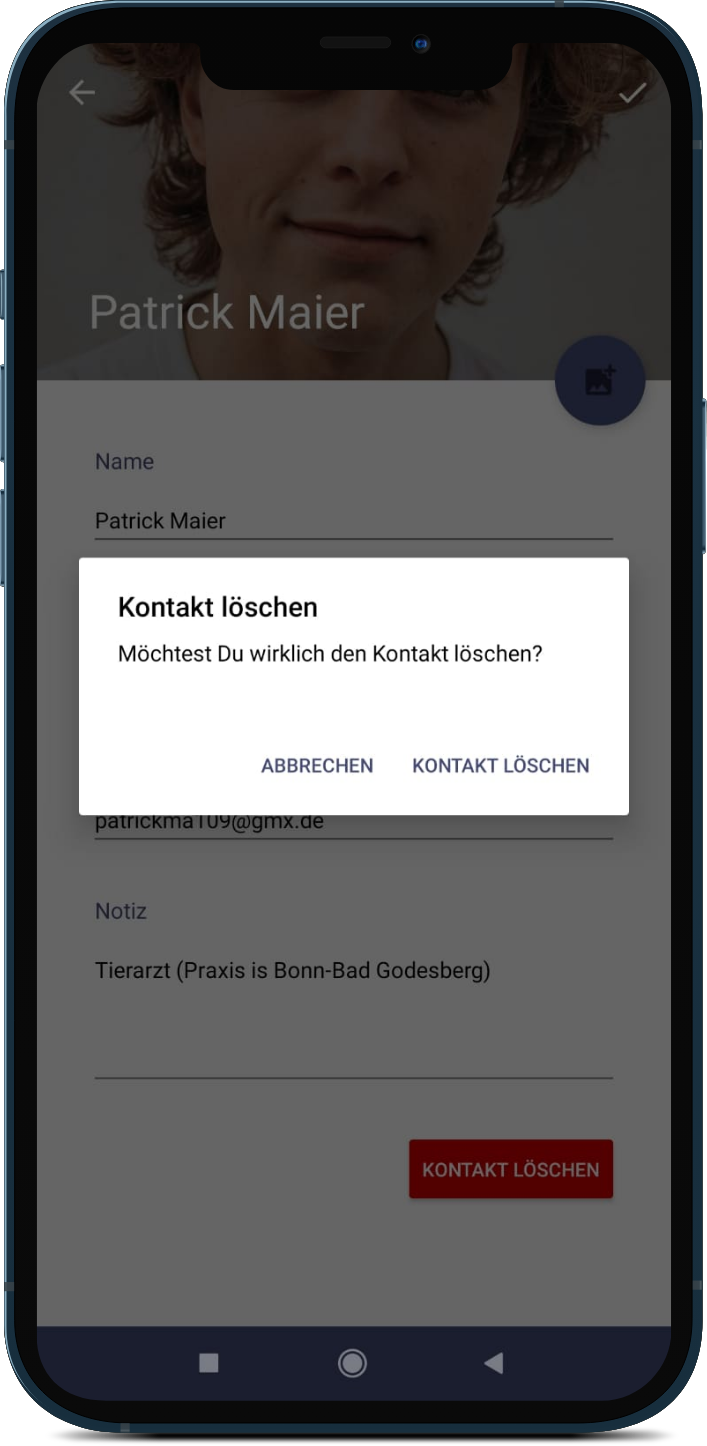 Patrick Maier
Name
Patrick Maier
Kontakt löschen
Möchtest Du wirklich den Kontakt löschen?
ABBRECHEN KONTAKT LÖSCHEN
patrickma109@gmx.de
Notiz
Tierarzt (Praxis is Bonn-Bad Godesberg)
KONTAKT LÖSCHEN